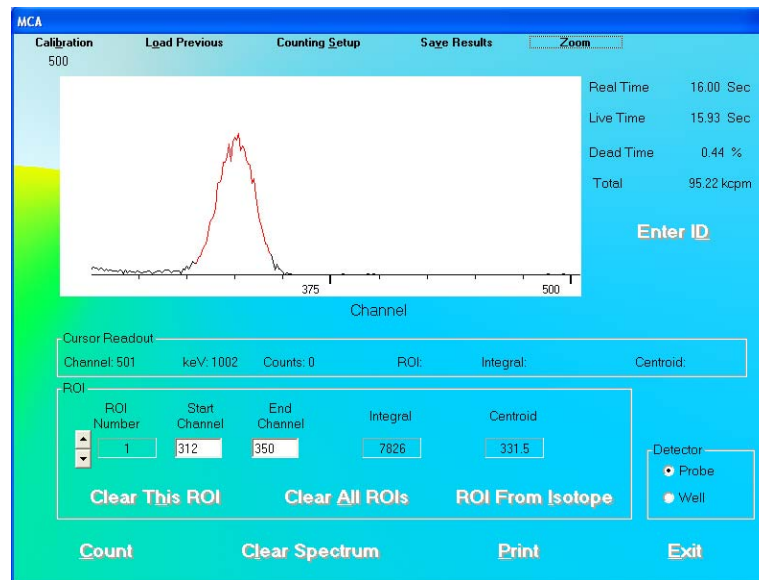 MCA
Calibration Load Previous Counting Setup Save Results Zoom
500
Real Time 16.00 Sec
Live Time 15.93 Sec
Dead Time 0.44 %
Total 95.22 kcpm
Enter ID
375 500
Channel
Cursor Readout
Channel: 501 keV: 1002 Counts: 0 ROI: Integral: Centroid:
ROI
ROI Number Start Channel End Channel Integral Centroid
1 312 350 7826 331.5
Clear This ROI Clear All ROIs ROI From Isotope
Detector
Probe
Well
Count Clear Spectrum Print Exit